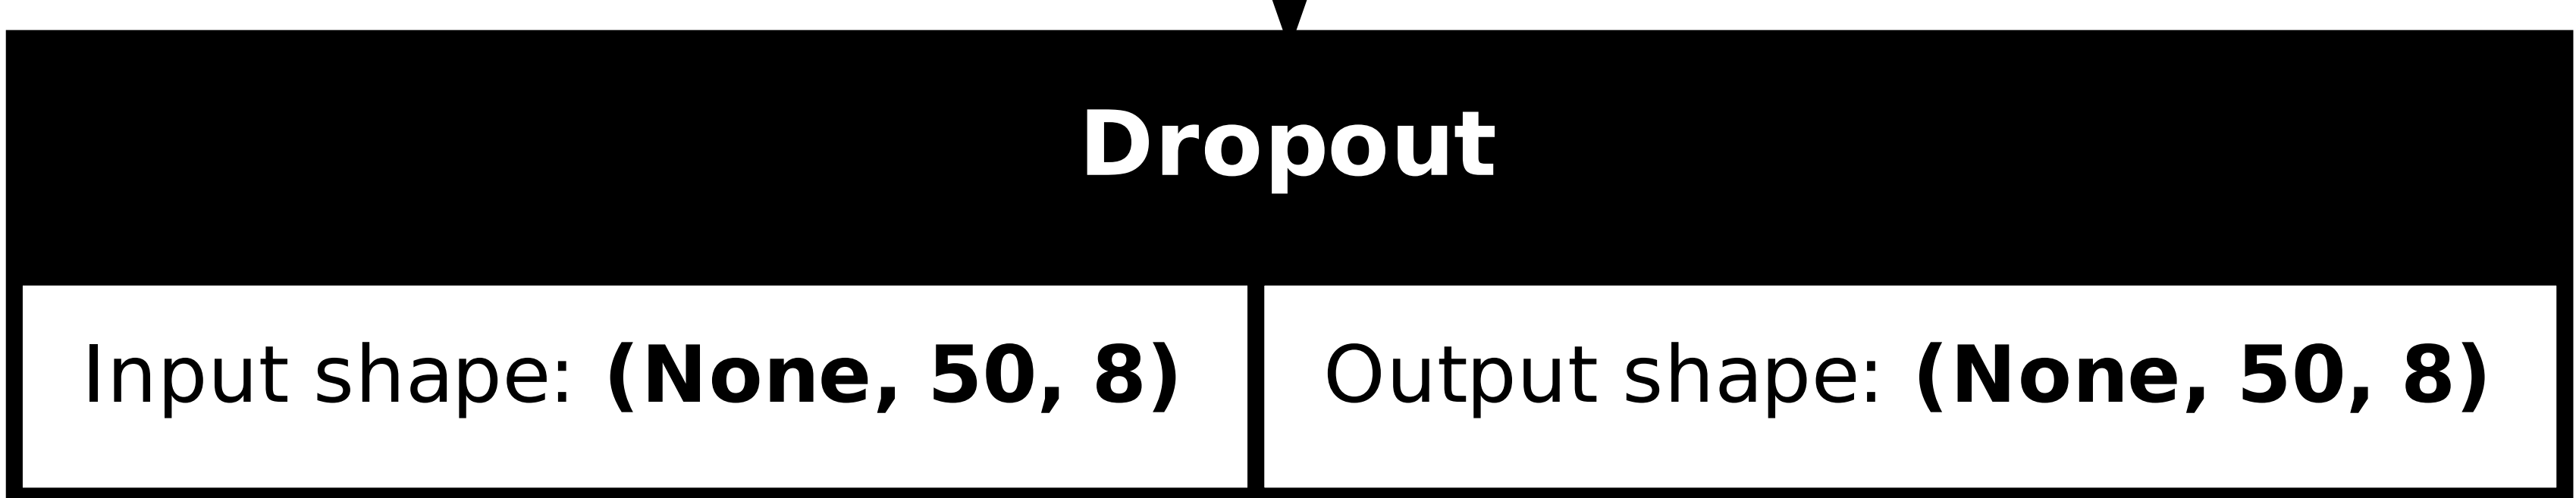 Dropout
Input shape: (None, 50, 8) Output shape: (None, 50, 8)